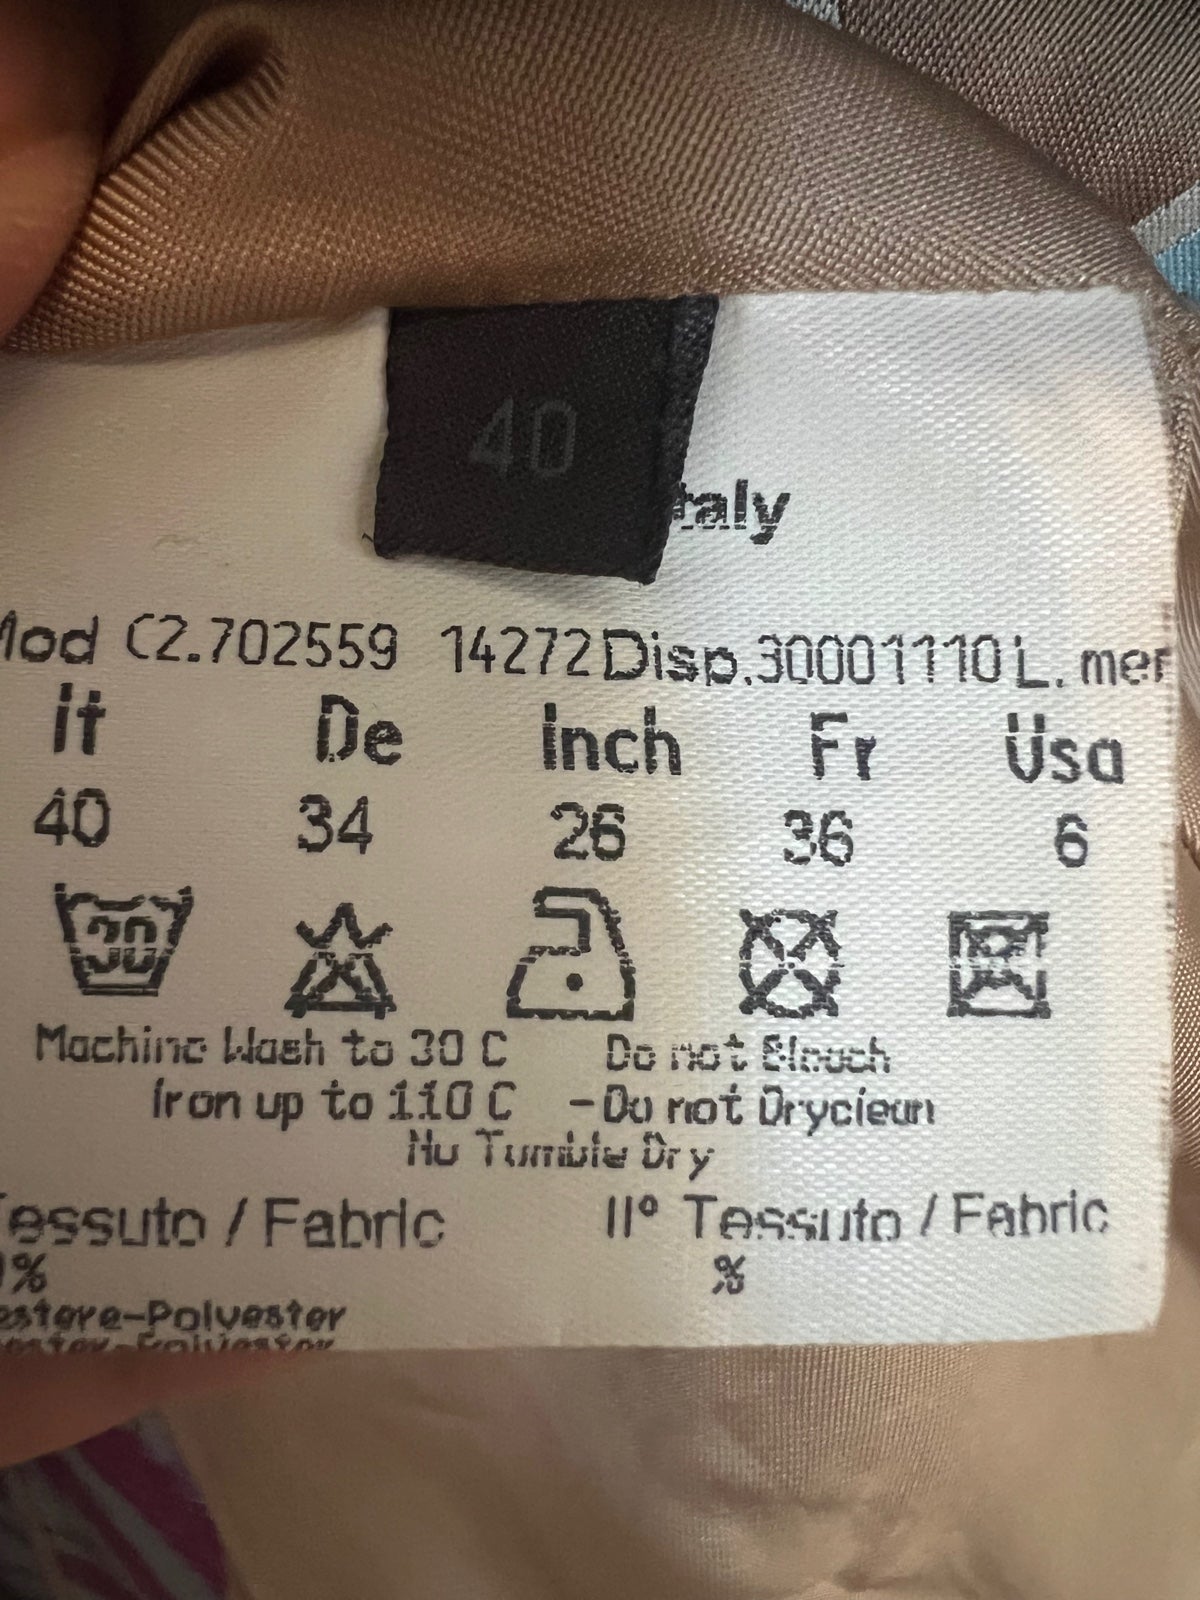 40
taly
Mod C2.702559 14272 Disp.30001110 L. mer
It De Inch Fr Usa
40 34 26 36 6
30
Machine Wash to 30 C Do not Bleach
Iron up to 110 C -Do not Dryclean
No Tumble Dry
Tessuto / Fabric II° Tessuto / Fabric
% %
estere-Polyester